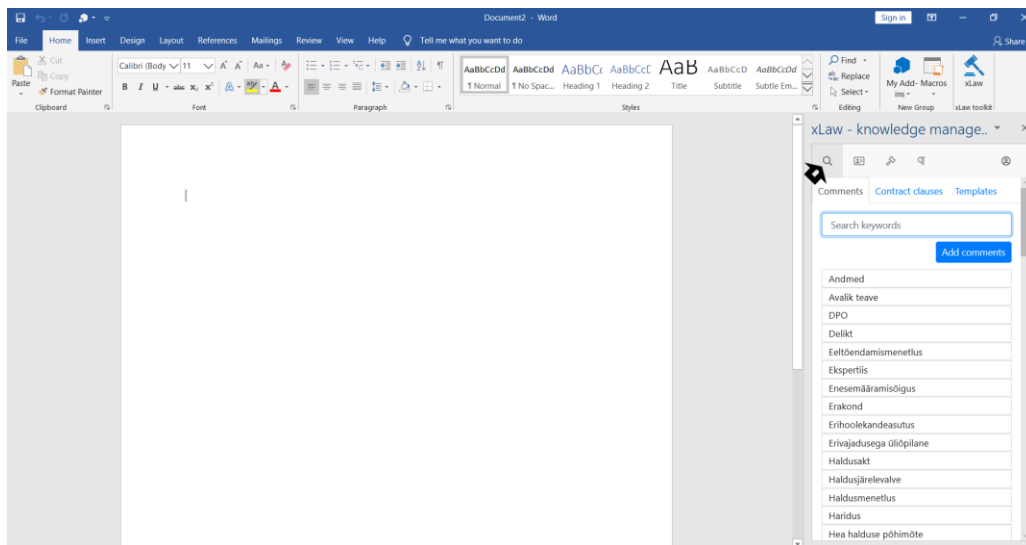 Document2 - Word
Sign in
File Home Insert Design Layout References Mailings Review View Help Tell me what you want to do
Share
Paste
Cut
Copy
Format Painter
Clipboard
Calibri (Body 11
Font
Paragraph
AaBbCcDd AaBbCcDd AaBbCc AaBbCcE AaB AaBbCcD AaBbCcDd
¶ Normal ¶ No Spac... Heading 1 Heading 2 Title Subtitle Subtle Em...
Styles
Find
Replace
Select
Editing
My Add-ins Macros
New Group
xLaw
xLaw toolkit
xLaw - knowledge manage..
Comments Contract clauses Templates
Search keywords
Add comments
Andmed
Avalik teave
DPO
Delikt
Eeltõendamismenetlus
Ekspertiis
Enesemääramisõigus
Erakond
Erihoolekandeasutus
Erivajadusega üliõpilane
Haldusakt
Haldusjärelevalve
Haldusmenetlus
Haridus
Hea halduse põhimõte